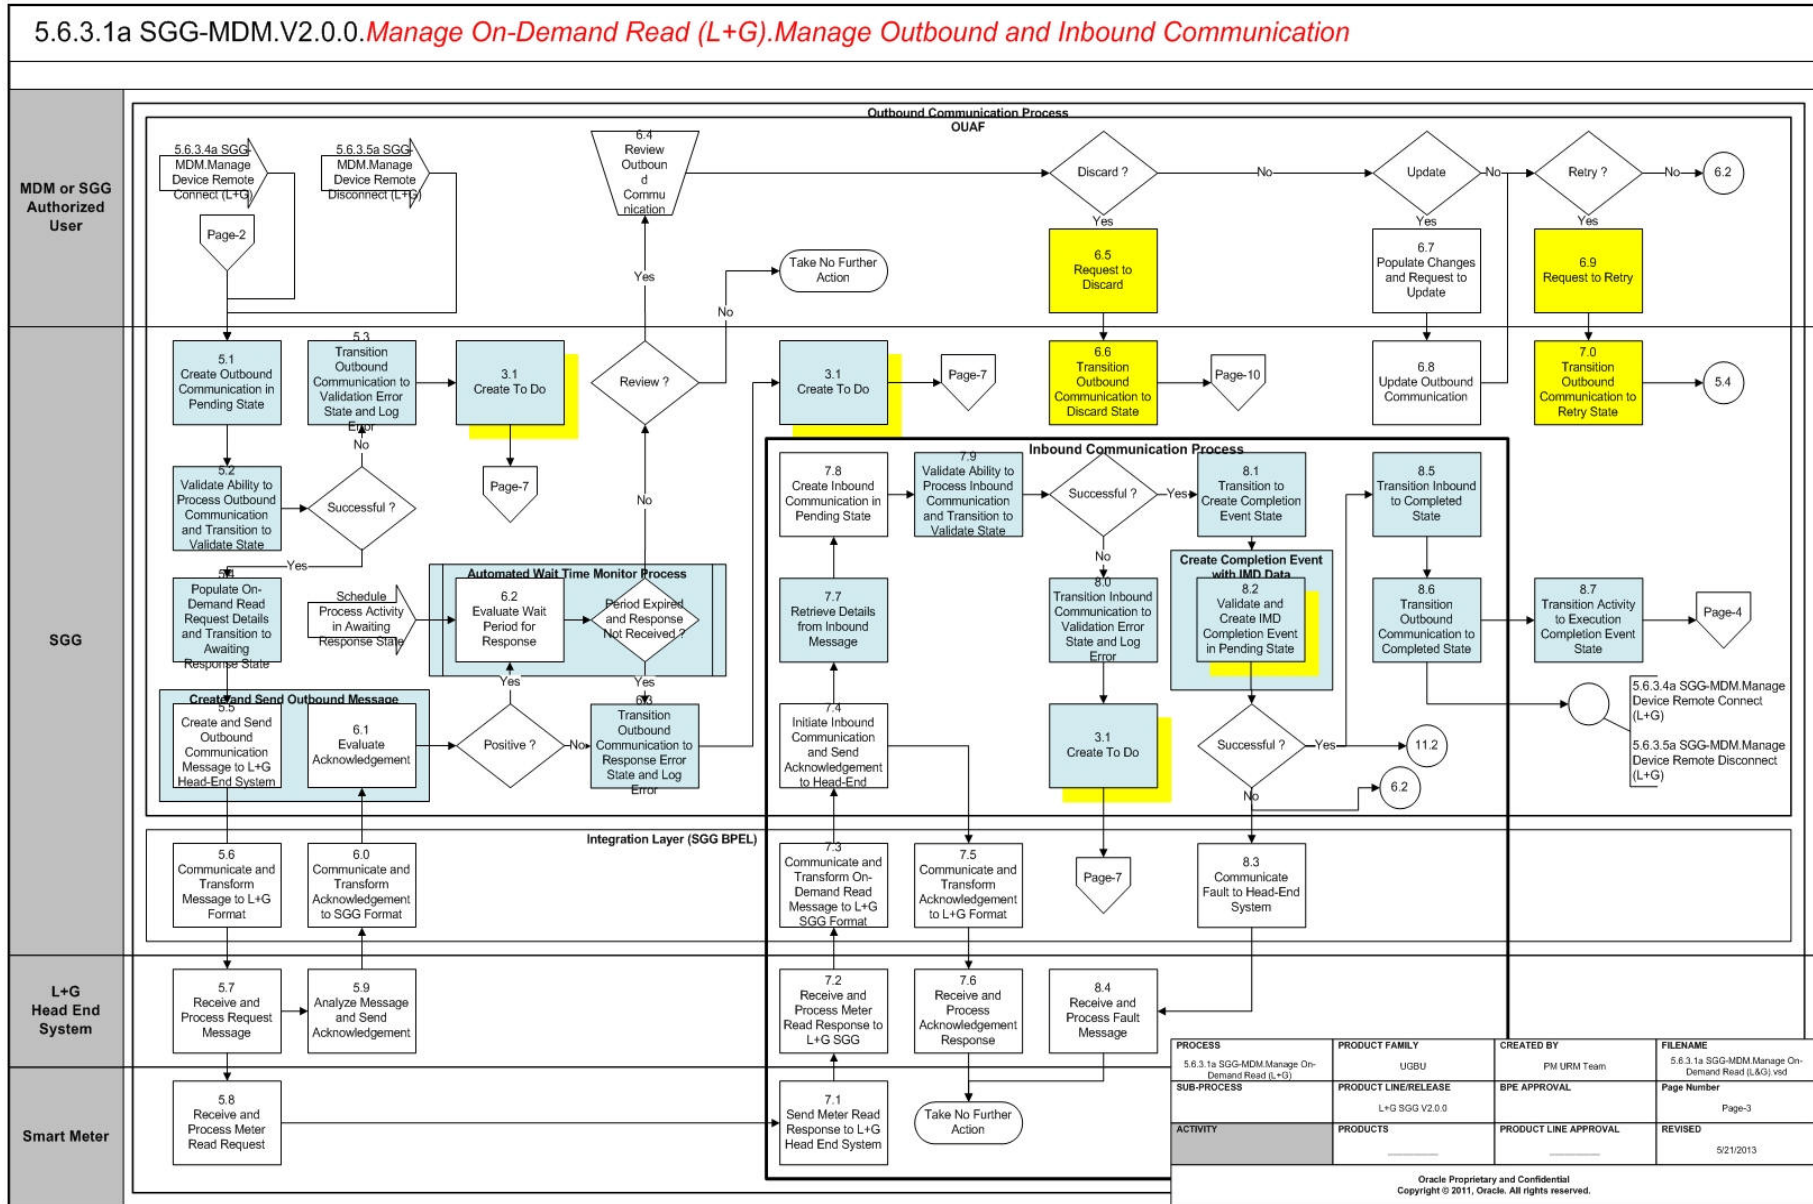 5.6.3.1a SGG-MDM.V2.0.0.Manage On-Demand Read (L+G).Manage Outbound and Inbound Communication
Outbound Communication Process
OUAF
MDM or SGG
Authorized
User
5.6.3.4a SGG-
MDM.Manage
Device Remote
Connect (L+G)
5.6.3.5a SGG-
MDM.Manage
Device Remote
Disconnect (L+G)
Page-2
6.4
Review
Outboun
d
Commu
nication
Discard ?
No
Update
No
Retry ?
No
6.2
Yes
Yes
Yes
Take No Further
Action
Yes
No
6.5
Request to
Discard
6.7
Populate Changes
and Request to
Update
6.9
Request to Retry
SGG
5.1
Create Outbound
Communication in
Pending State
5.3
Transition
Outbound
Communication to
Validation Error
State and Log
Error
3.1
Create To Do
Review ?
3.1
Create To Do
Page-7
6.6
Transition
Outbound
Communication to
Discard State
Page-10
6.8
Update Outbound
Communication
7.0
Transition
Outbound
Communication to
Retry State
5.4
No
5.2
Validate Ability to
Process Outbound
Communication
and Transition to
Validate State
Successful ?
Page-7
No
Yes
5.4
Populate On-
Demand Read
Request Details
and Transition to
Awaiting
Response State
Schedule
Process Activity
in Awaiting
Response State
Automated Wait Time Monitor Process
6.2
Evaluate Wait
Period for
Response
Period Expired
and Response
Not Received ?
Yes
Yes
Create and Send Outbound Message
5.5
Create and Send
Outbound
Communication
Message to L+G
Head-End System
6.1
Evaluate
Acknowledgement
Positive ?
No
6.3
Transition
Outbound
Communication to
Response Error
State and Log
Error
Inbound Communication Process
7.8
Create Inbound
Communication in
Pending State
7.9
Validate Ability to
Process Inbound
Communication
and Transition to
Validate State
Successful ?
Yes
8.1
Transition to
Create Completion
Event State
8.5
Transition Inbound
to Completed
State
No
7.7
Retrieve Details
from Inbound
Message
8.0
Transition Inbound
Communication to
Validation Error
State and Log
Error
Create Completion Event
with IMD Data
8.2
Validate and
Create IMD
Completion Event
in Pending State
8.6
Transition
Outbound
Communication to
Completed State
8.7
Transition Activity
to Execution
Completion Event
State
Page-4
7.4
Initiate Inbound
Communication
and Send
Acknowledgement
to Head-End
3.1
Create To Do
Successful ?
Yes
11.2
6.2
No
5.6.3.4a SGG-MDM.Manage
Device Remote Connect
(L+G)
5.6.3.5a SGG-MDM.Manage
Device Remote Disconnect
(L+G)
Integration Layer (SGG BPEL)
5.6
Communicate and
Transform
Message to L+G
Format
6.0
Communicate and
Transform
Acknowledgement
to SGG Format
7.3
Communicate and
Transform On-
Demand Read
Message to L+G
SGG Format
7.5
Communicate and
Transform
Acknowledgement
to L+G Format
Page-7
8.3
Communicate
Fault to Head-End
System
L+G
Head End
System
5.7
Receive and
Process Request
Message
5.9
Analyze Message
and Send
Acknowledgement
7.2
Receive and
Process Meter
Read Response to
L+G SGG
7.6
Receive and
Process
Acknowledgement
Response
8.4
Receive and
Process Fault
Message
Smart Meter
5.8
Receive and
Process Meter
Read Request
7.1
Send Meter Read
Response to L+G
Head End System
Take No Further
Action
PROCESS
5.6.3.1a SGG-MDM.Manage On-
Demand Read (L+G)
PRODUCT FAMILY
UGBU
CREATED BY
PM URM Team
FILENAME
5.6.3.1a SGG-MDM.Manage On-
Demand Read (L&G).vsd
SUB-PROCESS
PRODUCT LINE/RELEASE
L+G SGG V2.0.0
BPE APPROVAL
Page Number
Page-3
ACTIVITY
PRODUCTS
PRODUCT LINE APPROVAL
REVISED
5/21/2013
Oracle Proprietary and Confidential
Copyright © 2011, Oracle. All rights reserved.